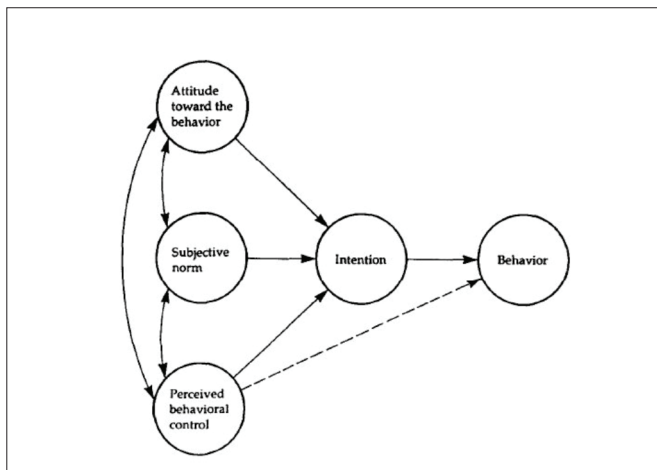 Attitude
toward the
behavior
Subjective
norm
Intention
Behavior
Perceived
behavioral
control